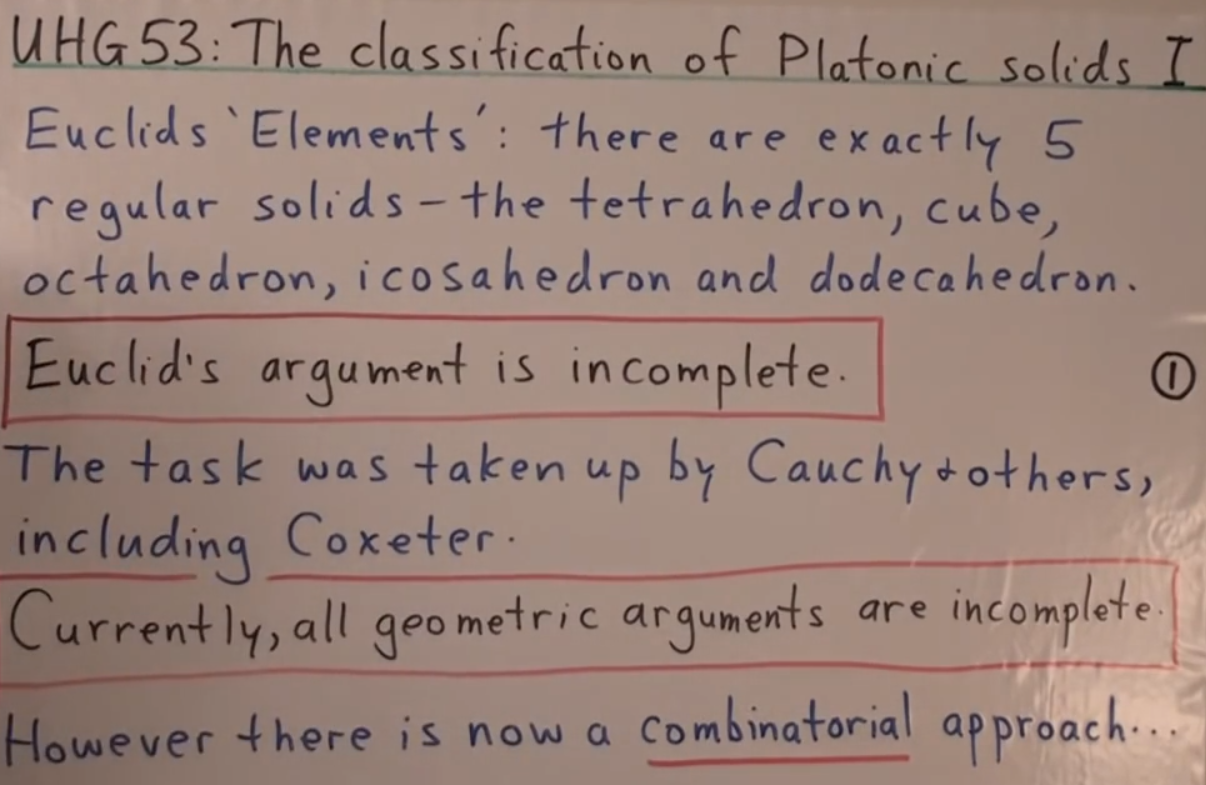 UHG53: The classification of Platonic solids I
Euclids `Elements´: there are exactly 5
regular solids - the tetrahedron, cube,
octahedron, icosahedron and dodecahedron.
Euclid's argument is incomplete.
①
The task was taken up by Cauchy + others,
including Coxeter.
Currently, all geometric arguments are incomplete.
However there is now a combinatorial approach...